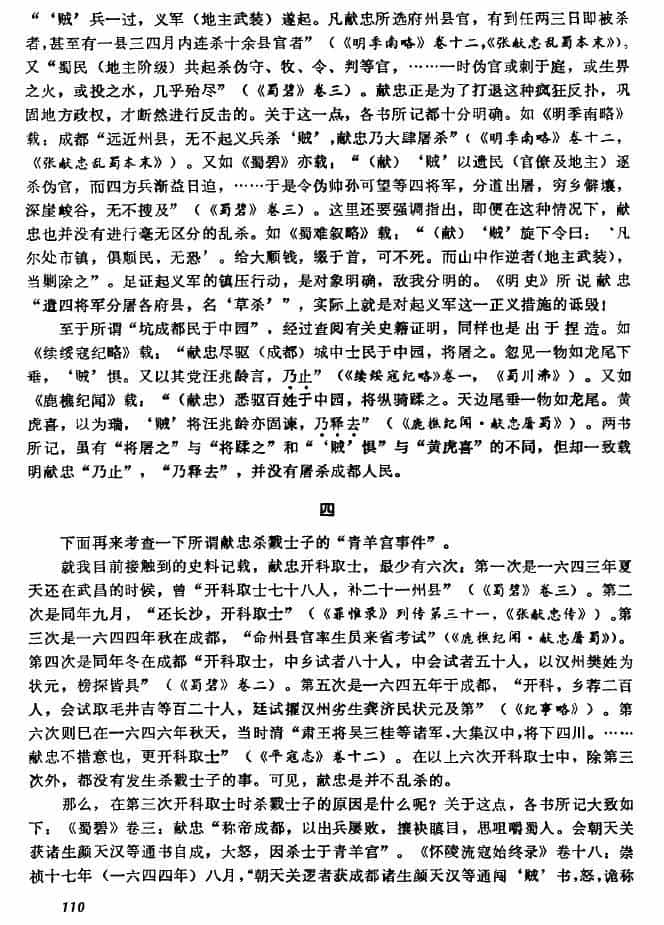 “‘贼’兵一过，义军（地主武装）遂起。凡献忠所选府州县官，有到任两三日即被杀
者，甚至有一县三四月内连杀十余县官者”（《明季南略》卷十二，《张献忠乱蜀本末》）；
又“蜀民（地主阶级）共起杀伪守、牧、令、判等官，……一时伪官或刺于庭，或生畀
之火，或投之水，几乎殆尽”（《蜀碧》卷三）。献忠正是为了打退这种疯狂反扑，巩
固地方政权，才断然进行反击的。关于这一点，各书所记都十分明确。如《明季南略》
载：成都“远近州县，无不起义兵杀‘贼’，献忠乃大肆屠杀”（《明季南略》卷十二，
《张献忠乱蜀本末》）。又如《蜀碧》亦载：“（献）‘贼’以遗民（官僚及地主）逐
杀伪官，而四方兵渐益日迫，……于是令伪帅孙可望等四将军，分道出屠，穷乡僻壤，
深崖峻谷，无不搜及”（《蜀碧》卷三）。这里还要强调指出，即便在这种情况下，献
忠也并没有进行毫无区分的乱杀。如《蜀难叙略》载：“（献）‘贼’旋下令曰：‘凡
尔处市镇，俱顺民，无恐’。给大顺钱，缀于首，可不死。而山中作逆者（地主武装），
当剿除之”。足证起义军的镇压行动，是对象明确，敌我分明的。《明史》所说献忠
“遣四将军分屠各府县，名‘草杀’”，实际上就是对起义军这一正义措施的诋毁！
至于所谓“坑成都民于中园”，经过查阅有关史籍证明，同样也是出于捏造。如
《续绥寇纪略》载：“献忠尽驱（成都）城中士民于中园，将屠之。忽见一物如龙尾下
垂，‘贼’惧。又以其党汪兆龄言，乃止”（《续绥寇纪略》卷一，《蜀川沸》）。又如
《鹿樵纪闻》载：“（献忠）悉驱百姓于中园，将纵骑蹂之。天边尾垂一物如龙尾。黄
虎喜，以为瑞，‘贼’将汪兆龄亦固谏，乃释去”（《鹿樵纪闻·献忠屠蜀》）。两书
所记，虽有“将屠之”与“将蹂之”和“‘贼’惧”与“黄虎喜”的不同，但却一致载
明献忠“乃止”，“乃释去”，并没有屠杀成都人民。
四
下面再来考查一下所谓献忠杀戮士子的“青羊宫事件”。
就我目前接触到的史料记载，献忠开科取士，最少有六次：第一次是一六四三年夏
天还在武昌的时候，曾“开科取士七十八人，补二十一州县”（《蜀碧》卷三）。第二
次是同年九月，“还长沙，开科取士”（《罪惟录》列传第三十一，《张献忠传》）。第
三次是一六四四年秋在成都，“命州县官率生员来省考试”（《鹿樵纪闻·献忠屠蜀》）。
第四次是同年冬在成都“开科取士，中乡试者八十人，中会试者五十人，以汉州樊姓为
状元，榜探皆具”（《蜀碧》卷二）。第五次是一六四五年于成都，“开科，乡荐二百
人，会试取毛井吉等百二十人，廷试擢汉州劣生龚济民状元及第”（《纪事略》）。第
六次则已在一六四六年秋天，当时清“肃王将吴三桂等诸军、大集汉中，将下四川。……
献忠不措意也，更开科取士”（《平寇志》卷十二）。在以上六次开科取士中，除第三
次外，都没有发生杀戮士子的事。可见，献忠是并不乱杀的。
那么，在第三次开科取士时杀戮士子的原因是什么呢？关于这点，各书所记大致如
下：《蜀碧》卷三：献忠“称帝成都，以出兵屡败，攘袂瞋目，思咀嚼蜀人。会朝天关
获诸生颜天汉等通书自成，大怒，因杀士于青羊宫”。《怀陵流寇始终录》卷十八：崇
祯十七年（一六四四年）八月，“朝天关逻者获成都诸生颜天汉等通闯‘贼’书，怒，诡称
110